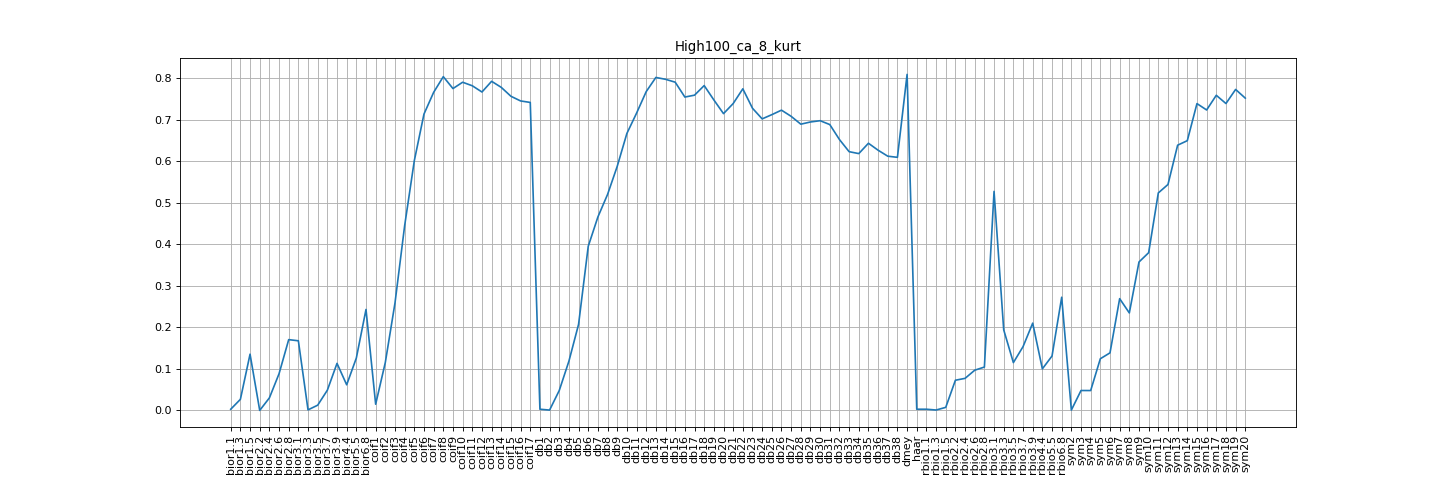 High100_ca_8_kurt
0.8
0.7
0.6
0.5
0.4
0.3
0.2
0.1
0.0
bior1.1
bior1.3
bior1.5
bior2.2
bior2.4
bior2.6
bior2.8
bior3.1
bior3.3
bior3.5
bior3.7
bior3.9
bior4.4
bior5.5
bior6.8
coif1
coif2
coif3
coif4
coif5
coif6
coif7
coif8
coif9
coif10
coif11
coif12
coif13
coif14
coif15
coif16
coif17
db1
db2
db3
db4
db5
db6
db7
db8
db9
db10
db11
db12
db13
db14
db15
db16
db17
db18
db19
db20
db21
db22
db23
db24
db25
db26
db27
db28
db29
db30
db31
db32
db33
db34
db35
db36
db37
db38
dmey
haar
rbio1.1
rbio1.3
rbio1.5
rbio2.2
rbio2.4
rbio2.6
rbio2.8
rbio3.1
rbio3.3
rbio3.5
rbio3.7
rbio3.9
rbio4.4
rbio5.5
rbio6.8
sym2
sym3
sym4
sym5
sym6
sym7
sym8
sym9
sym10
sym11
sym12
sym13
sym14
sym15
sym16
sym17
sym18
sym19
sym20